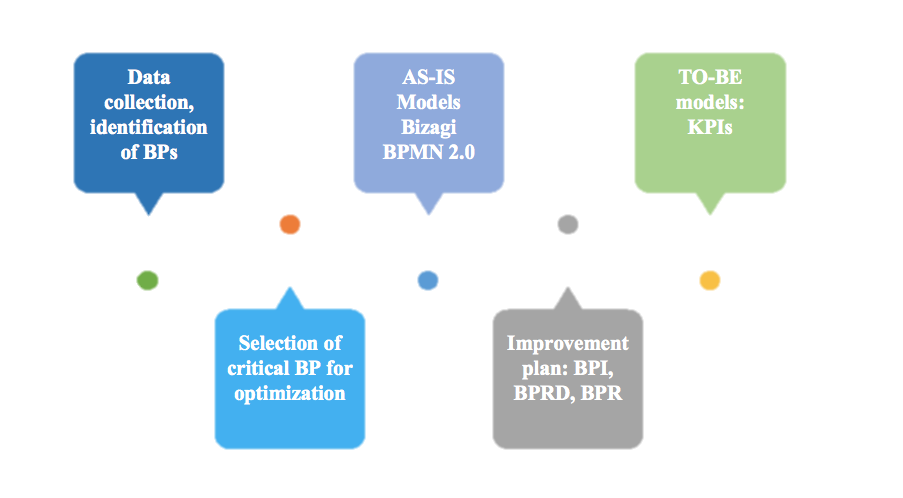 Data
collection,
identification
of BPs
Selection of
critical BP for
optimization
AS-IS
Models
Bizagi
BPMN 2.0
Improvement
plan: BPI,
BPRD, BPR
TO-BE
models:
KPIs